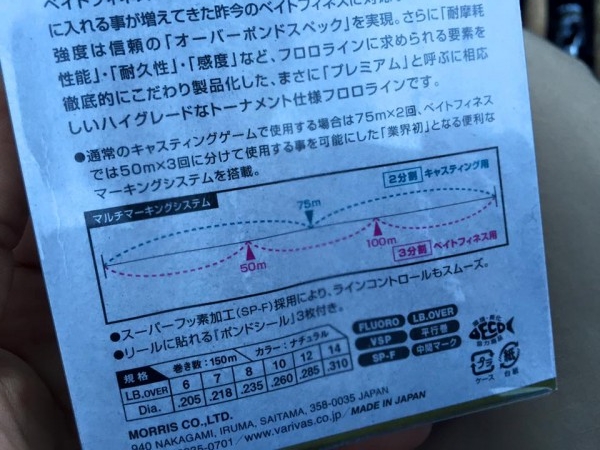 に入れる事が増えてきた昨今のベイトフィネスに対応
強度は信頼の「オーバーポンドスペック」を実現。さらに「耐摩耗
性能」・「耐久性」・「感度」など、フロロラインに求められる要素を
徹底的にこだわり製品化した、まさに「プレミアム」と呼ぶに相応
しいハイグレードなトーナメント仕様フロロラインです。
●通常のキャスティングゲームで使用する場合は75m×2回、ベイトフィネス
では50m×3回に分けて使用する事を可能にした「業界初」となる便利な
マーキングシステムを搭載。
マルチマーキングシステム
2分割 キャスティング用
75m
50m
100m
3分割 ベイトフィネス用
●スーパーフッ素加工(SP-F)採用により、ラインコントロールもスムーズ。
●リールに貼れる「ポンドシール」3枚付き。
規格 巻き数:150m カラー:ナチュラル
LB.OVER 6 7 8 10 12 14
Dia. .205 .218 .235 .260 .285 .310
FLUORO LB.OVER
VSP 平行巻
SP-F 中間マーク
ECO
プラ 紙
ケース 台紙
MORRIS CO.,LTD.
940 NAKAGAMI, IRUMA, SAITAMA, 358-0035 JAPAN
0701／www.varivas.com／MADE IN JAPAN